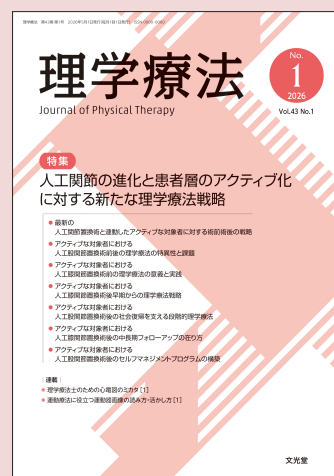 理学療法 第43巻第1号 2026年1月1日発行(毎月1回1日発行) ISSN 0910-0059
No.
1
2026
理学療法
Journal of Physical Therapy
Vol.43 No.1
特集
人工関節の進化と患者層のアクティブ化
に対する新たな理学療法戦略
● 最新の
人工関節置換術と連動したアクティブな対象者に対する術前術後の戦略
● アクティブな対象者における
人工股関節置換術前後の理学療法の特異性と課題
● アクティブな対象者における
人工膝関節置換術前の理学療法の意義と実践
● アクティブな対象者における
人工膝関節置換術後早期からの理学療法戦略
● アクティブな対象者における
人工股関節置換術後の社会復帰を支える段階的理学療法
● アクティブな対象者における
人工膝関節置換術後の中長期フォローアップの在り方
● アクティブな対象者における
人工股関節置換術後のセルフマネジメントプログラムの構築
|連載|
● 理学療法士のための心電図のミカタ[1]
● 運動療法に役立つ運動器画像の読み方・活かし方[1]
文光堂